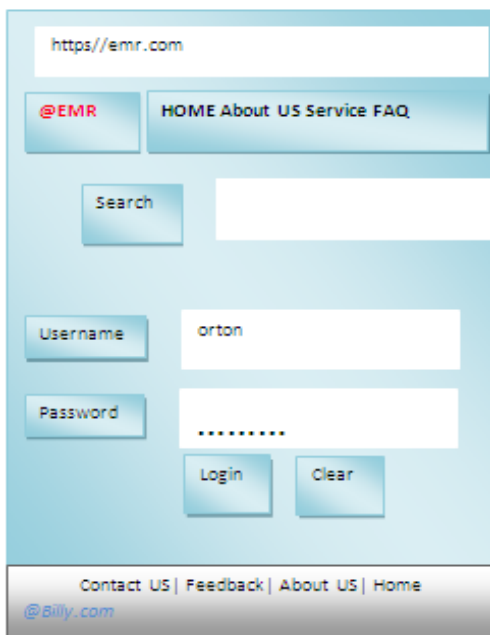 https//emr.com
@EMR HOME About US Service FAQ
Search
Username orton
Password .........
Login Clear
Contact US| Feedback| About US| Home
@Billy.com